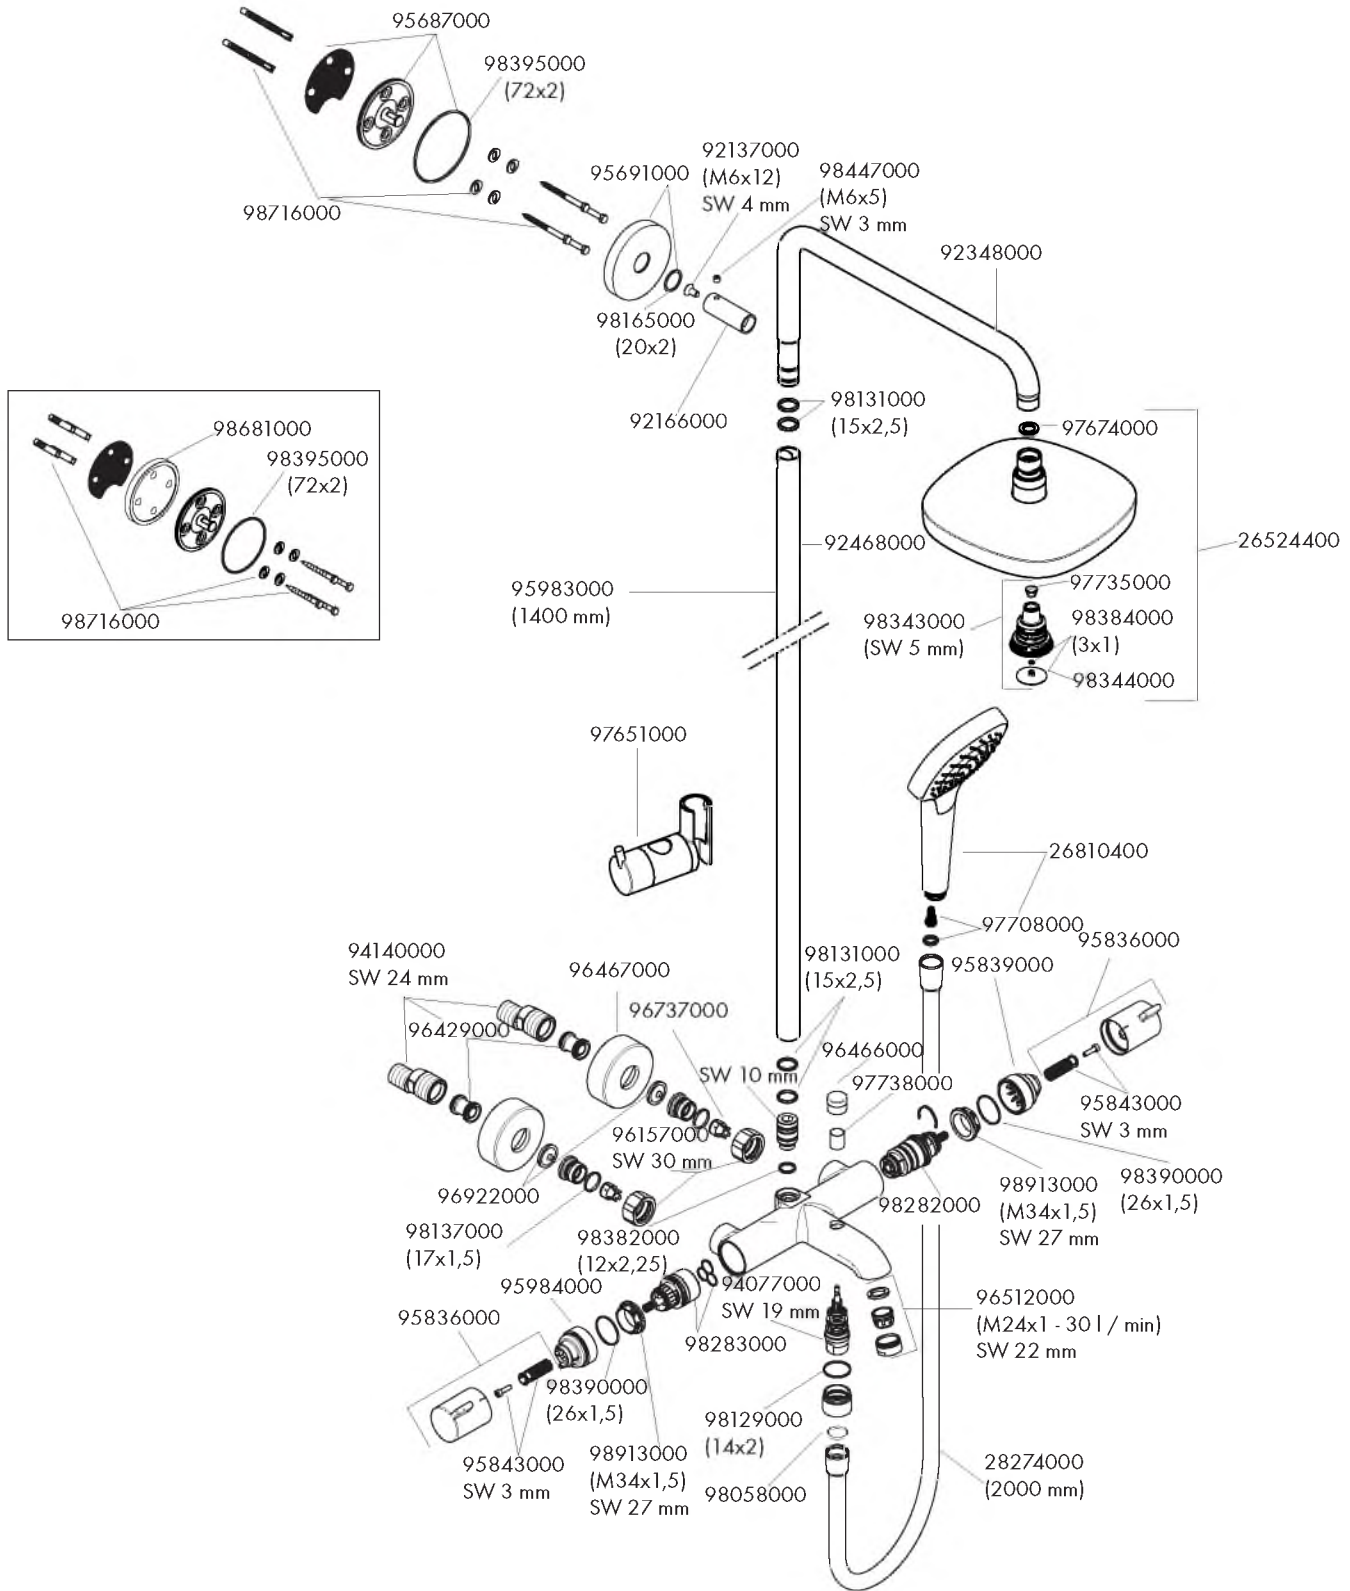 95687000
98395000
(72x2)
92137000
(M6x12)
SW 4 mm
98447000
(M6x5)
SW 3 mm
95691000
98716000
92348000
98165000
(20x2)
92166000
98131000
(15x2,5)
97674000
98681000
98395000
(72x2)
98716000
92468000
26524400
95983000
(1400 mm)
97735000
98343000
(SW 5 mm)
98384000
(3x1)
98344000
97651000
26810400
97708000
95836000
94140000
SW 24 mm
96467000
98131000
(15x2,5)
95839000
96737000
96429000
96466000
SW 10 mm
97738000
95843000
SW 3 mm
96157000
SW 30 mm
96922000
98137000
(17x1,5)
98382000
(12x2,25)
98282000
98913000
(M34x1,5)
SW 27 mm
98390000
(26x1,5)
95984000
94077000
SW 19 mm
96512000
(M24x1 - 30 l / min)
SW 22 mm
95836000
98283000
98390000
(26x1,5)
98129000
(14x2)
95843000
SW 3 mm
98913000
(M34x1,5)
SW 27 mm
98058000
28274000
(2000 mm)